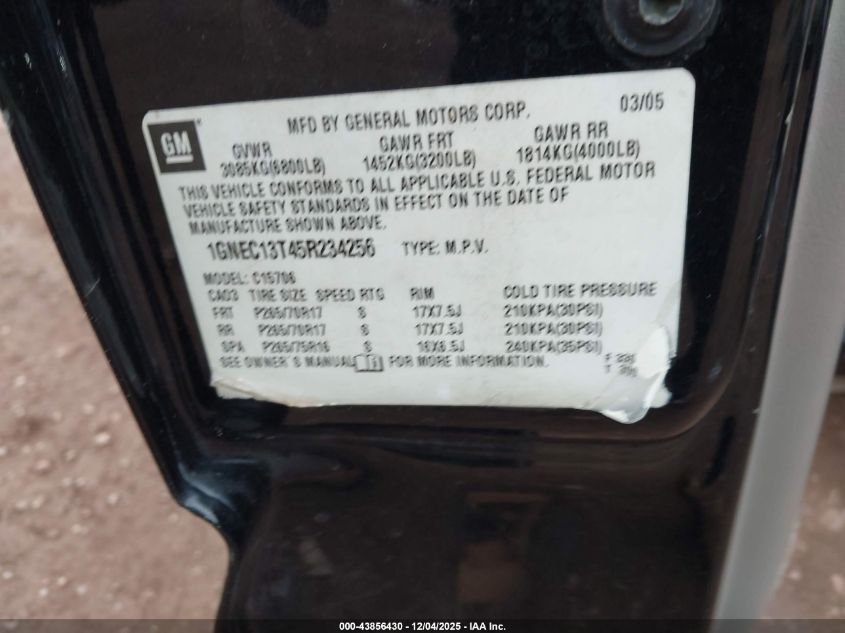 GM
MFD BY GENERAL MOTORS CORP. 03/05
GVWR GAWR FRT GAWR RR
3085KG(6800LB) 1452KG(3200LB) 1814KG(4000LB)
THIS VEHICLE CONFORMS TO ALL APPLICABLE U.S. FEDERAL MOTOR
VEHICLE SAFETY STANDARDS IN EFFECT ON THE DATE OF
MANUFACTURE SHOWN ABOVE.
1GNEC13T45R234256 TYPE: M.P.V.
MODEL: C15706
CA03 TIRE SIZE SPEED RTG RIM COLD TIRE PRESSURE
FRT P265/70R17 S 17X7.5J 210KPA(30PSI)
RR P265/70R17 S 17X7.5J 210KPA(30PSI)
SPA P265/75R16 S 16X6.5J 240KPA(35PSI)
SEE OWNER'S MANUAL FOR MORE INFORMATION.
000-43856430 - 12/04/2025 - IAA Inc.